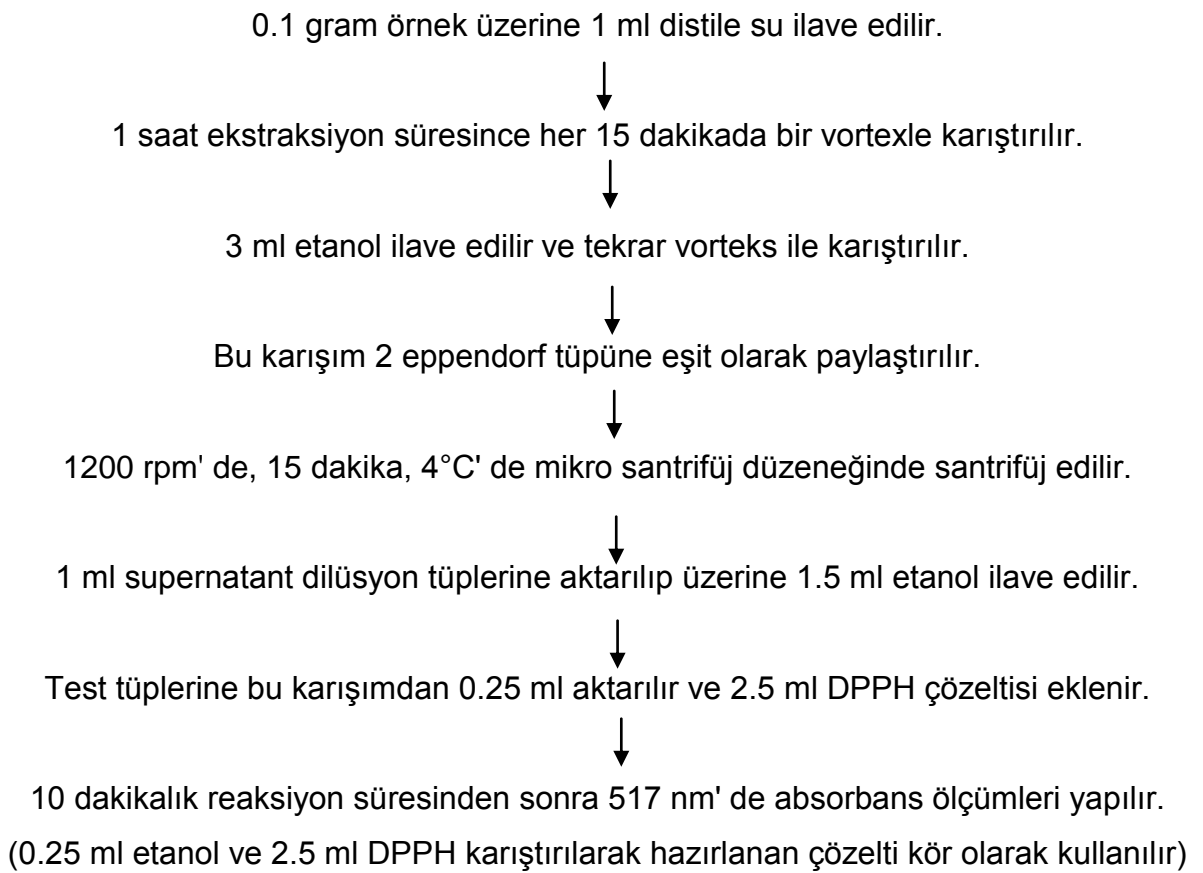 0.1 gram örnek üzerine 1 ml distile su ilave edilir.
1 saat ekstraksiyon süresince her 15 dakikada bir vortexle karıştırılır.
3 ml etanol ilave edilir ve tekrar vorteks ile karıştırılır.
Bu karışım 2 eppendorf tüpüne eşit olarak paylaştırılır.
1200 rpm' de, 15 dakika, 4°C' de mikro santrifüj düzeneğinde santrifüj edilir.
1 ml supernatant dilüsyon tüplerine aktarılıp üzerine 1.5 ml etanol ilave edilir.
Test tüplerine bu karışımdan 0.25 ml aktarılır ve 2.5 ml DPPH çözeltisi eklenir.
10 dakikalık reaksiyon süresinden sonra 517 nm' de absorbans ölçümleri yapılır.
(0.25 ml etanol ve 2.5 ml DPPH karıştırılarak hazırlanan çözelti kör olarak kullanılır)